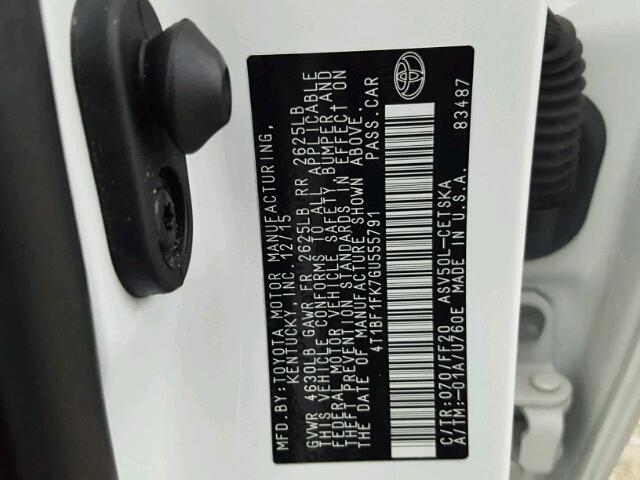 MFD.BY:TOYOTA MOTOR MANUFACTURING,
KENTUCKY, INC. 12/15
GVWR 4630LB GAWR FR 2625LB RR 2625LB
THIS VEHICLE CONFORMS TO ALL APPLICABLE
FEDERAL MOTOR VEHICLE SAFETY, BUMPER, AND
THEFT PREVENTION STANDARDS IN EFFECT ON
THE DATE OF MANUFACTURE SHOWN ABOVE.
4T1BF1FK7GU555791 PASS.CAR
C/TR:070/FF20 ASV50L-CETSKA
A/TM:-01A/U760E MADE IN U.S.A. 83487